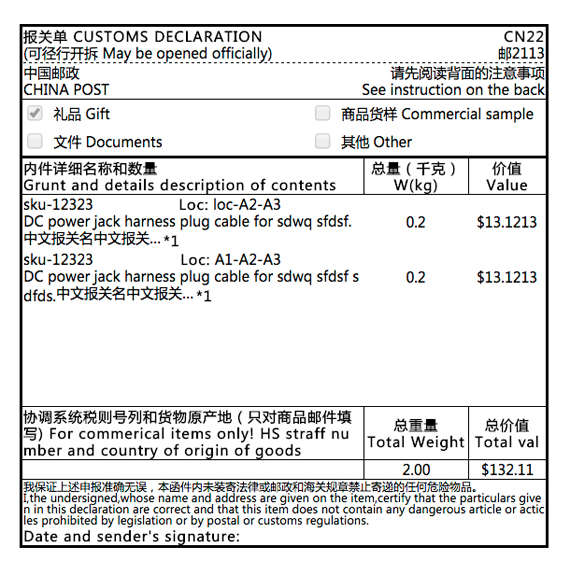 报关单 CUSTOMS DECLARATION CN22
(可径行开拆 May be opened officially) 邮2113
中国邮政 请先阅读背面的注意事项
CHINA POST See instruction on the back
礼品 Gift 商品货样 Commercial sample
文件 Documents 其他 Other
内件详细名称和数量 总量（千克） 价值
Grunt and details description of contents W(kg) Value
sku-12323 Loc: loc-A2-A3
DC power jack harness plug cable for sdwq sfdsf. 0.2 $13.1213
中文报关名中文报关... *1
sku-12323 Loc: A1-A2-A3
DC power jack harness plug cable for sdwq sfdsf s 0.2 $13.1213
dfds.中文报关名中文报关... *1
协调系统税则号列和货物原产地（只对商品邮件填 总重量 总价值
写) For commerical items only! HS straff nu Total Weight Total val
mber and country of origin of goods
2.00 $132.11
我保证上述申报准确无误，本函件内未装寄法律或邮政和海关规章禁止寄递的任何危险物品。
I,the undersigned,whose name and address are given on the item,certify that the particulars give
n in this declaration are correct and that this item does not contain any dangerous article or actic
les prohibited by legislation or by postal or customs regulations.
Date and sender's signature: